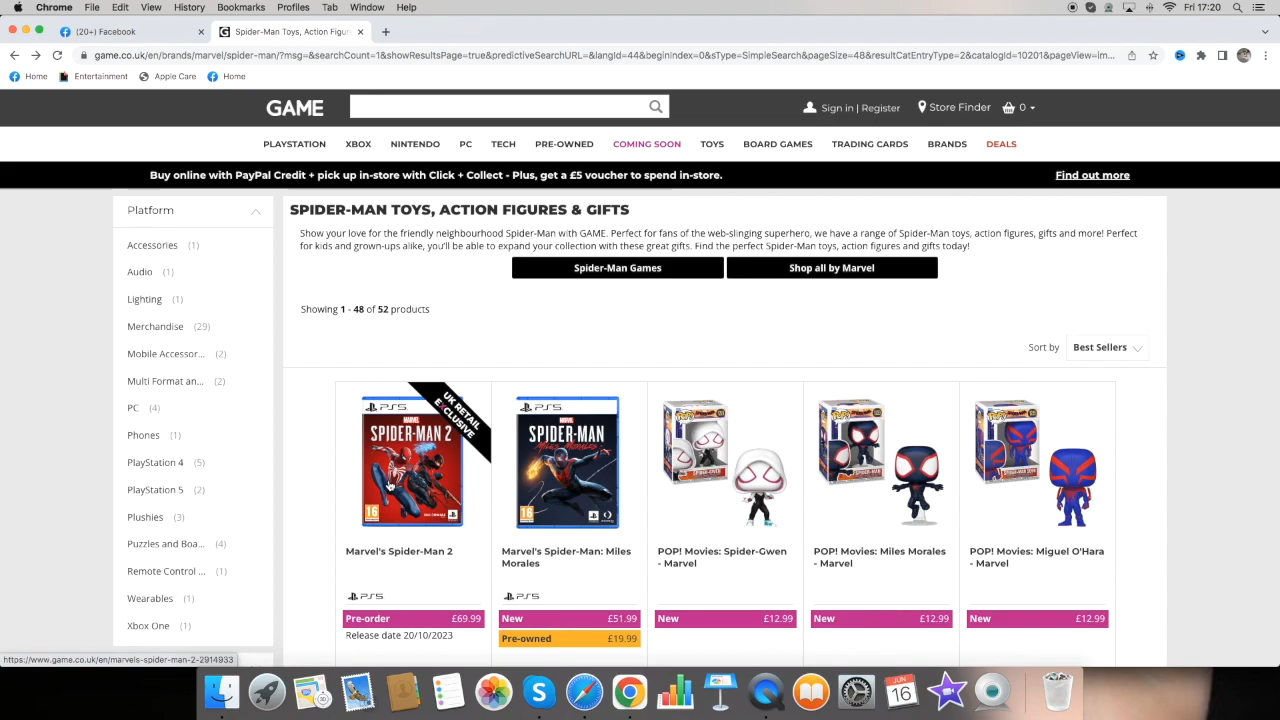 Chrome File Edit View History Bookmarks Profiles Tab Window Help Fri 17:20
(20+) Facebook Spider-Man Toys, Action Figur
game.co.uk/en/brands/marvel/spider-man/?msg=&searchCount=1&showResultsPage=true&predictiveSearchURL=&langId=44&beginIndex=0&sType=SimpleSearch&pageSize=48&resultCatEntryType=2&catalogId=10201&pageView=im...
Home Entertainment Apple Care Home
GAME Sign in | Register Store Finder 0
PLAYSTATION XBOX NINTENDO PC TECH PRE-OWNED COMING SOON TOYS BOARD GAMES TRADING CARDS BRANDS DEALS
Buy online with PayPal Credit + pick up in-store with Click + Collect - Plus, get a £5 voucher to spend in-store. Find out more
Platform
Accessories (1)
Audio (1)
Lighting (1)
Merchandise (29)
Mobile Accessor... (2)
Multi Format an... (2)
PC (4)
Phones (1)
PlayStation 4 (5)
PlayStation 5 (2)
Plushies (3)
Puzzles and Boa... (4)
Remote Control ... (1)
Wearables (1)
Xbox One (1)
SPIDER-MAN TOYS, ACTION FIGURES & GIFTS
Show your love for the friendly neighbourhood Spider-Man with GAME. Perfect for fans of the web-slinging superhero, we have a range of Spider-Man toys, action figures, gifts and more! Perfect
for kids and grown-ups alike, you'll be able to expand your collection with these great gifts. Find the perfect Spider-Man toys, action figures and gifts today!
Spider-Man Games Shop all by Marvel
Showing 1 - 48 of 52 products
Sort by Best Sellers
UK RETAIL
EXCLUSIVE
PS5
MARVEL
SPIDER-MAN 2
16
Marvel's Spider-Man 2
PS5
Pre-order £69.99
Release date 20/10/2023
PS5
MARVEL
SPIDER-MAN
MILES MORALES
16
Marvel's Spider-Man: Miles
Morales
PS5
New £51.99
Pre-owned £19.99
POP! Movies: Spider-Gwen
- Marvel
New £12.99
POP! Movies: Miles Morales
- Marvel
New £12.99
POP! Movies: Miguel O'Hara
- Marvel
New £12.99
https://www.game.co.uk/en/marvels-spider-man-2-2914933
JUN
16